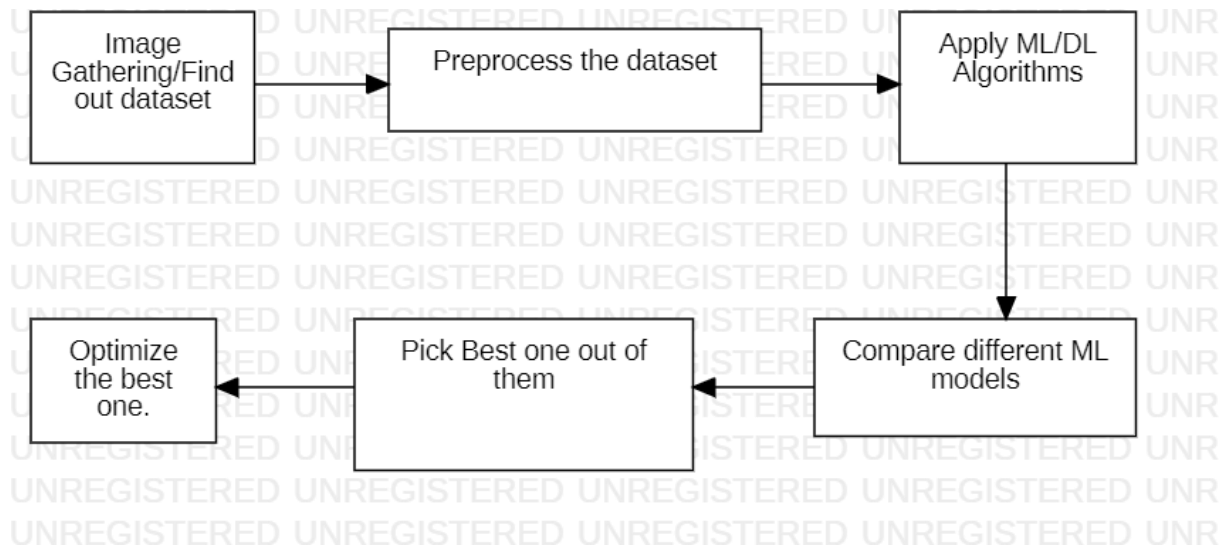 Image
Gathering/Find
out dataset
Preprocess the dataset
Apply ML/DL
Algorithms
Compare different ML
models
Pick Best one out of
them
Optimize
the best
one.
UNREGISTERED UNREGISTERED UNREGISTERED UNREGISTERED UNR